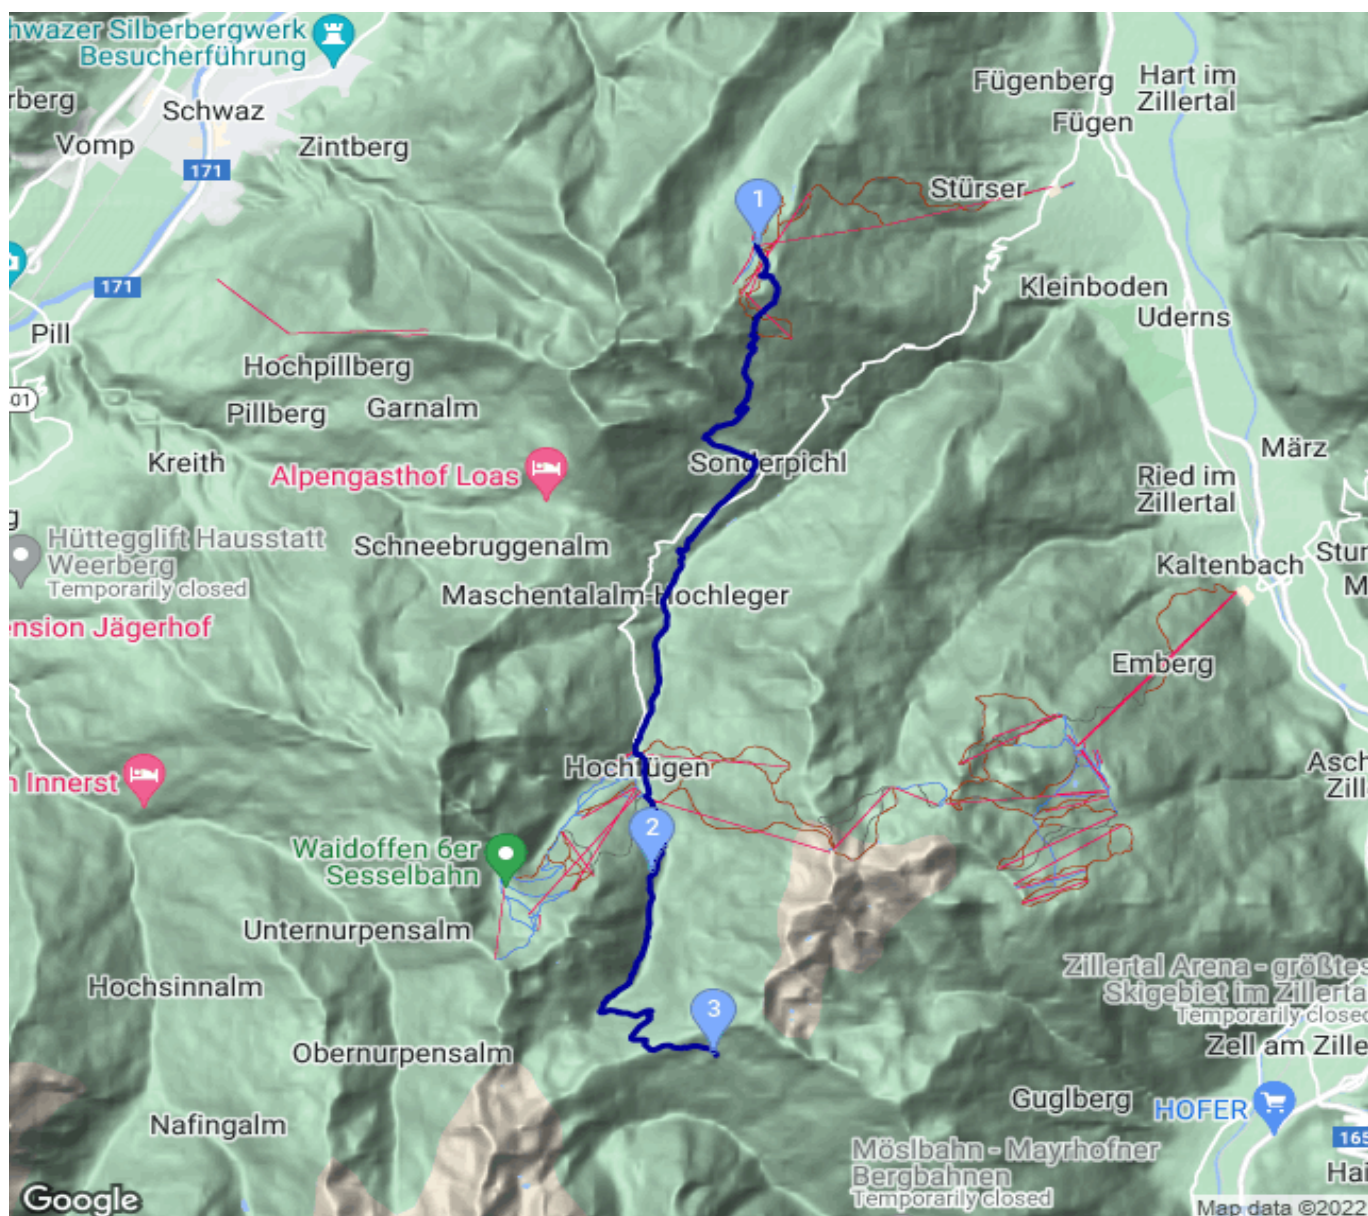 hwazer Silberbergwerk
Besucherführung
rberg
Schwaz
Vomp
Zintberg
171
Fügenberg
Hart im
Zillertal
Fügen
Stürser
1
171
Kleinboden
Uderns
Pill
Hochpillberg
01
Pillberg
Garnalm
März
Kreith
Alpengasthof Loas
Sonderpichl
Ried im
Zillertal
g
Hüttegglift Hausstatt
Weerberg
Temporarily closed
Schneebruggenalm
Stum
Kaltenbach
M
Maschentalalm-Hochleger
ension Jägerhof
Emberg
Hochfügen
Asch
Zill
n Innerst
2
Waidoffen 6er
Sesselbahn
Unternurpensalm
Hochsinnalm
Zillertal Arena - größtes
Skigebiet im Zillerta
Temporarily closed
3
Obernurpensalm
Zell am Zille
Guglberg
HOFER
Nafingalm
165
Möslbahn - Mayrhofner
Bergbahnen
Temporarily closed
Hai
Google
Map data ©2022